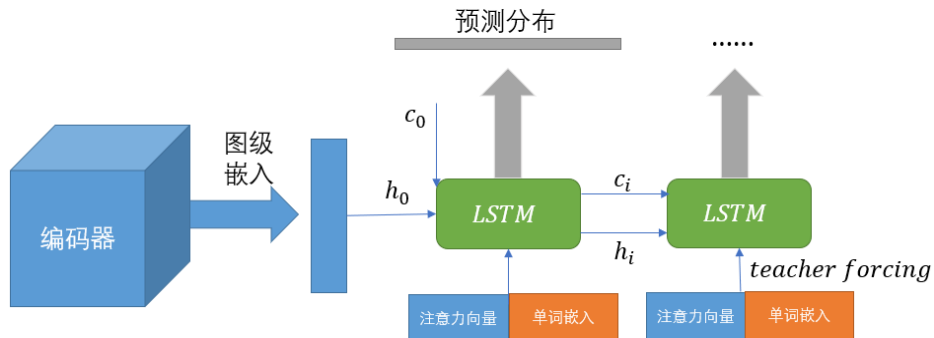 预测分布
......
c₀
图级
嵌入
编码器
h₀
LSTM
cᵢ
hᵢ
LSTM
teacher forcing
注意力向量
单词嵌入
注意力向量
单词嵌入